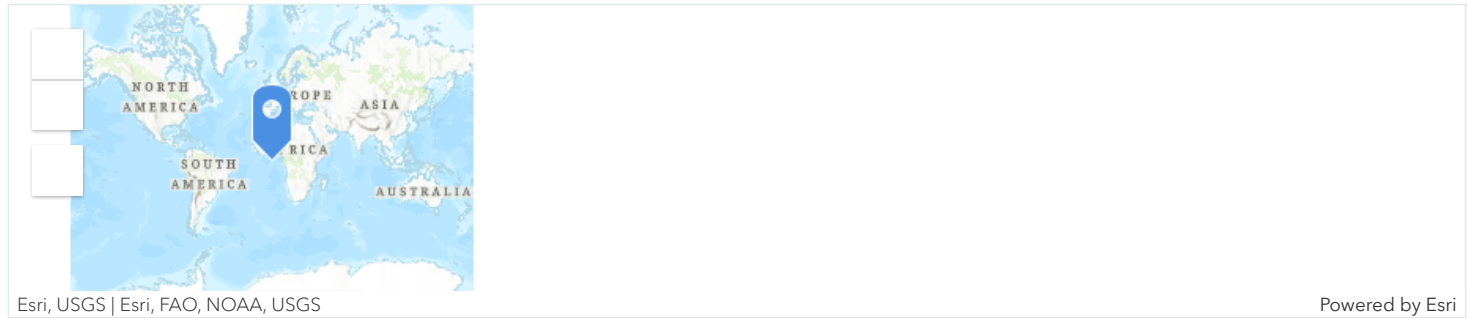 NORTH
AMERICA
ROPE
ASIA
RICA
SOUTH
AMERICA
AUSTRALIA
Esri, USGS | Esri, FAO, NOAA, USGS
Powered by Esri